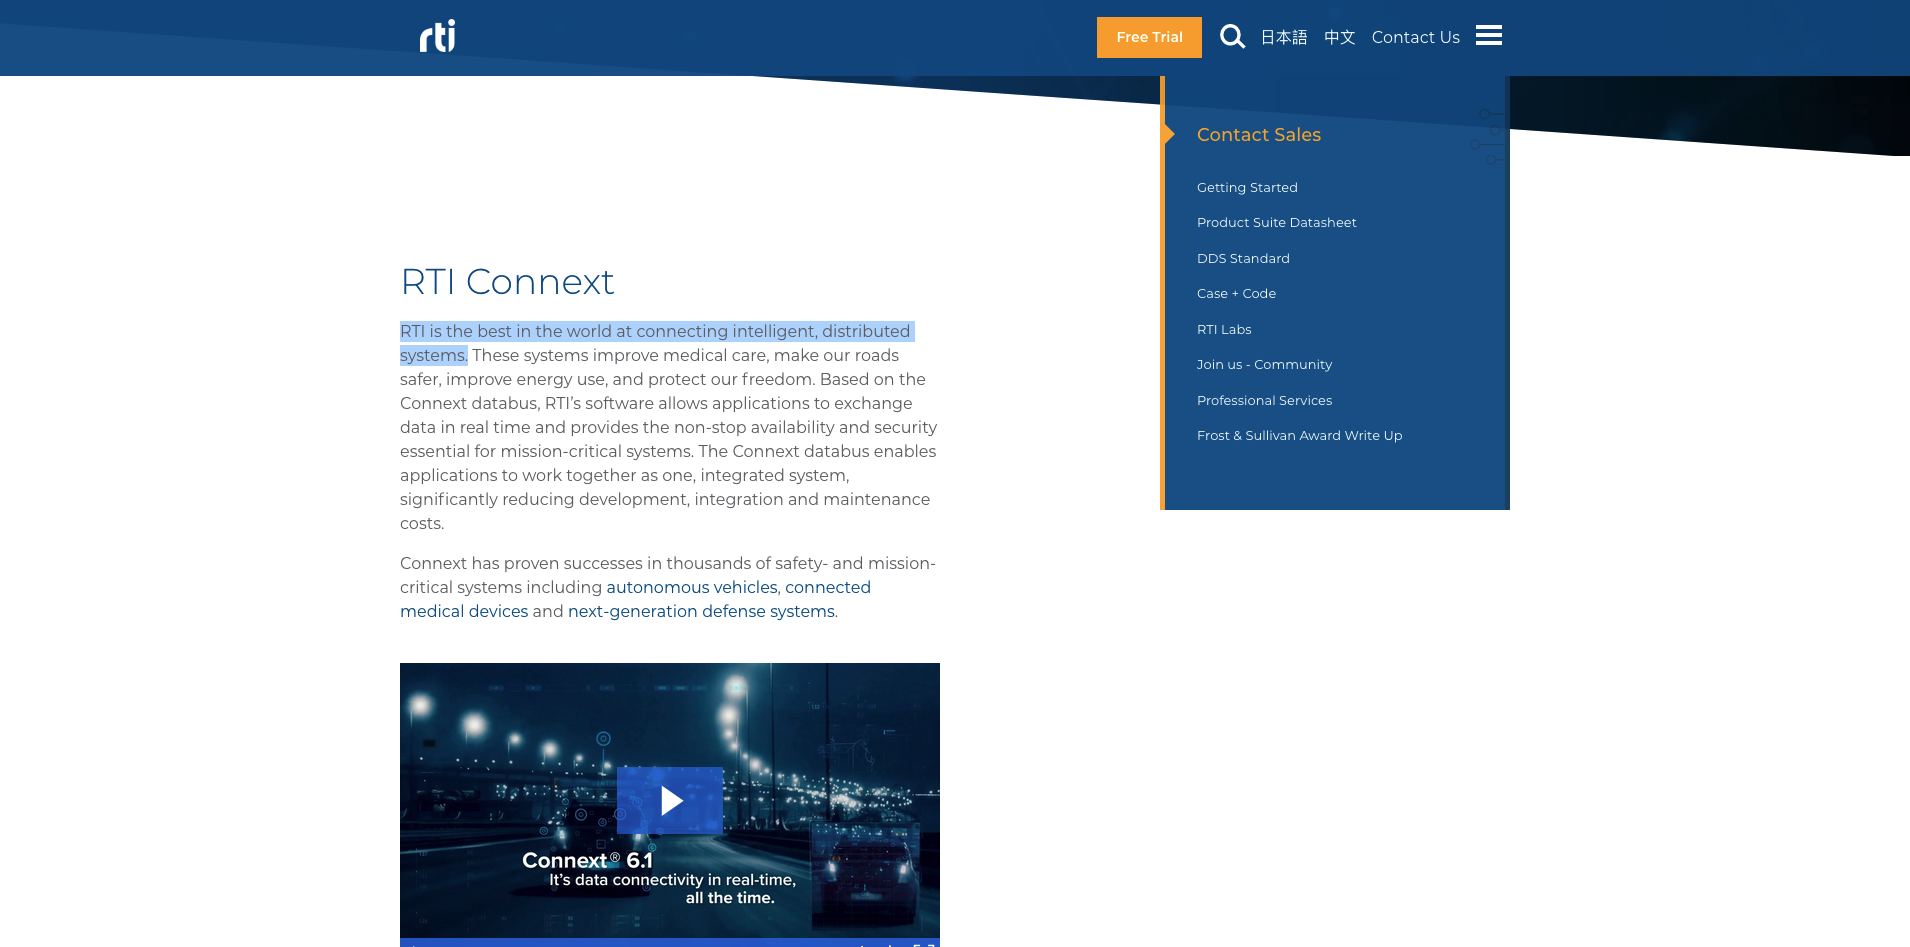 rti
Free Trial
日本語
中文
Contact Us
Contact Sales
Getting Started
Product Suite Datasheet
DDS Standard
Case + Code
RTI Labs
Join us - Community
Professional Services
Frost & Sullivan Award Write Up
RTI Connext
RTI is the best in the world at connecting intelligent, distributed
systems. These systems improve medical care, make our roads
safer, improve energy use, and protect our freedom. Based on the
Connext databus, RTI’s software allows applications to exchange
data in real time and provides the non-stop availability and security
essential for mission-critical systems. The Connext databus enables
applications to work together as one, integrated system,
significantly reducing development, integration and maintenance
costs.
Connext has proven successes in thousands of safety- and mission-
critical systems including autonomous vehicles, connected
medical devices and next-generation defense systems.
Connext® 6.1
It’s data connectivity in real-time,
all the time.